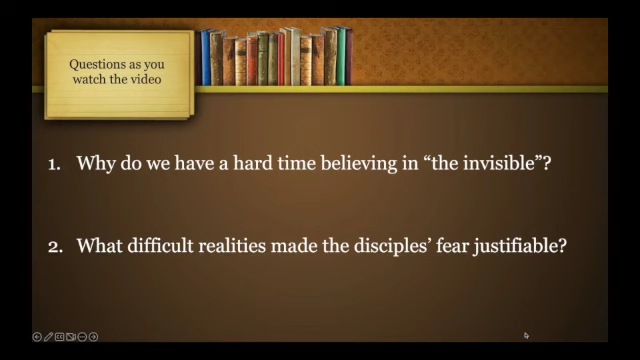 Questions as you
watch the video
1. Why do we have a hard time believing in “the invisible”?
2. What difficult realities made the disciples’ fear justifiable?